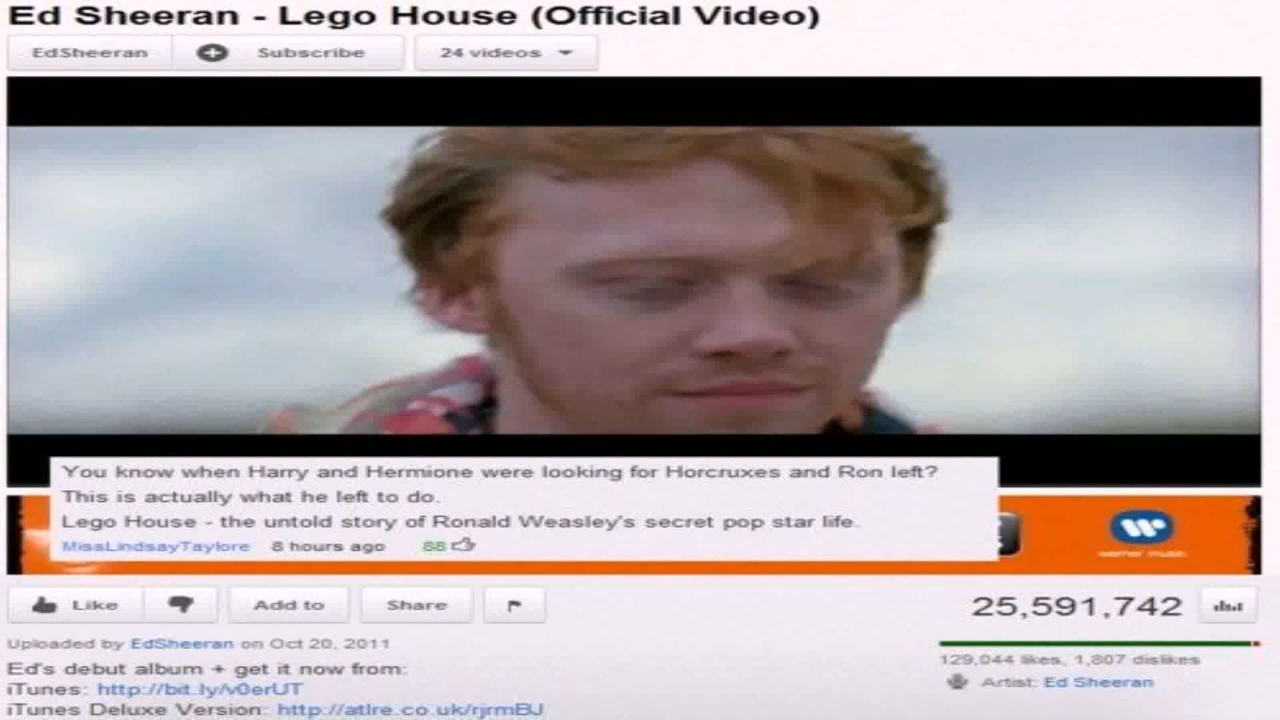 Ed Sheeran - Lego House (Official Video)
EdSheeran Subscribe 24 videos
You know when Harry and Hermione were looking for Horcruxes and Ron left?
This is actually what he left to do.
Lego House - the untold story of Ronald Weasley's secret pop star life.
MissLindsayTaylore 8 hours ago 88
warner music
Like Add to Share 25,591,742
Uploaded by EdSheeran on Oct 20, 2011
129,044 likes, 1,807 dislikes
Ed's debut album + get it now from:
Artist: Ed Sheeran
iTunes: http://bit.ly/v0erUT
iTunes Deluxe Version: http://atlre.co.uk/rjrmBJ